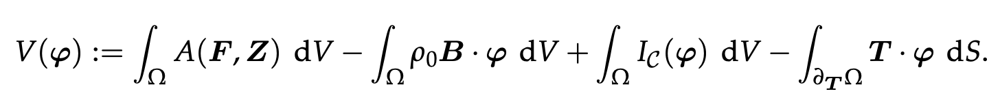 V(φ) := ∫_Ω A(F, Z) dV − ∫_Ω ρ₀B · φ dV + ∫_Ω I_𝒞(φ) dV − ∫_{∂_T Ω} T · φ dS.